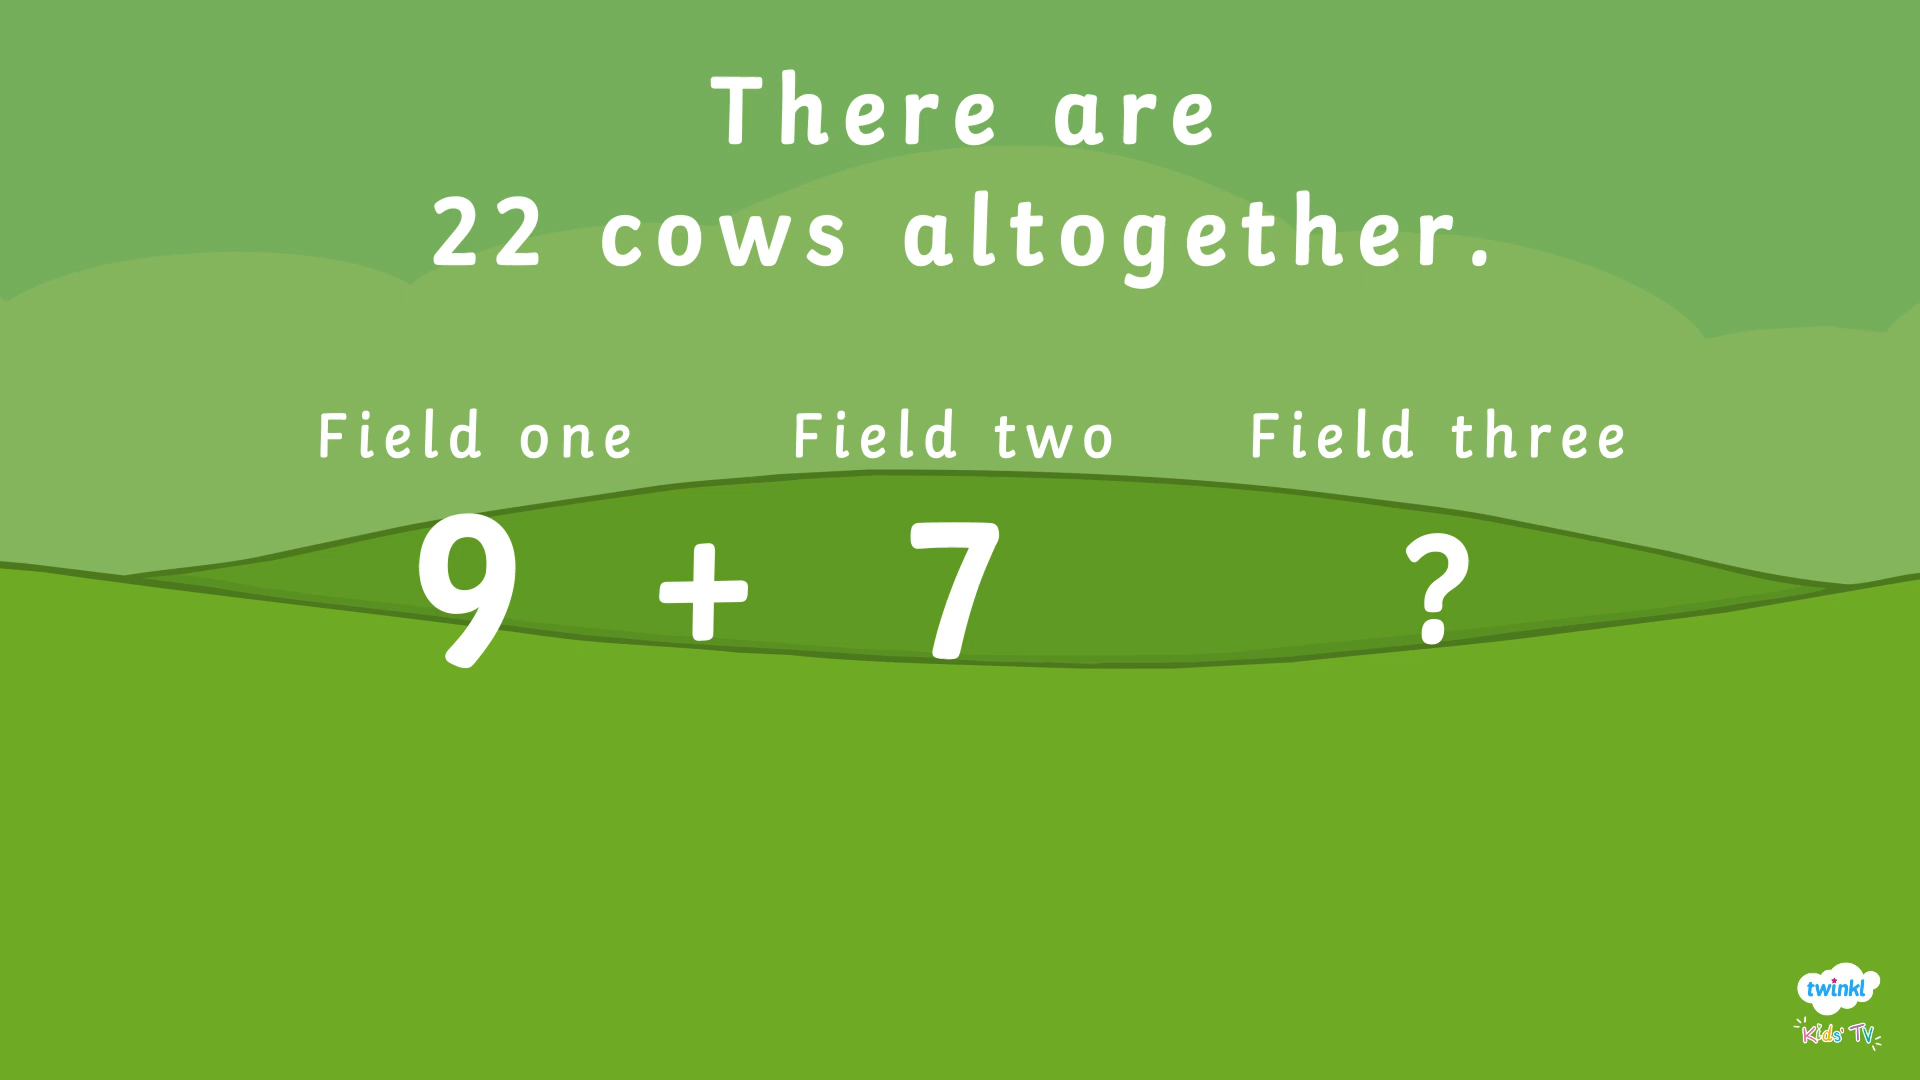 There are
22 cows altogether.
Field one Field two Field three
9 + 7 ?
twinkl
Kids' TV